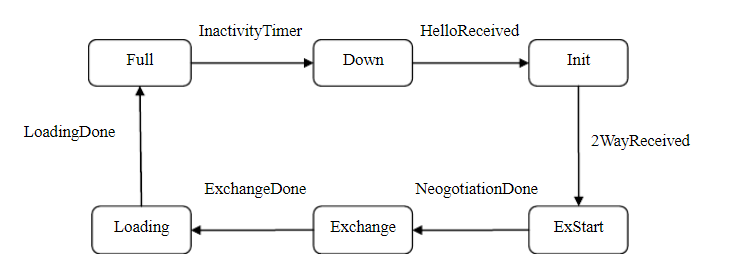 InactivityTimer
HelloReceived
Full
Down
Init
LoadingDone
2WayReceived
ExchangeDone
NeogotiationDone
Loading
Exchange
ExStart